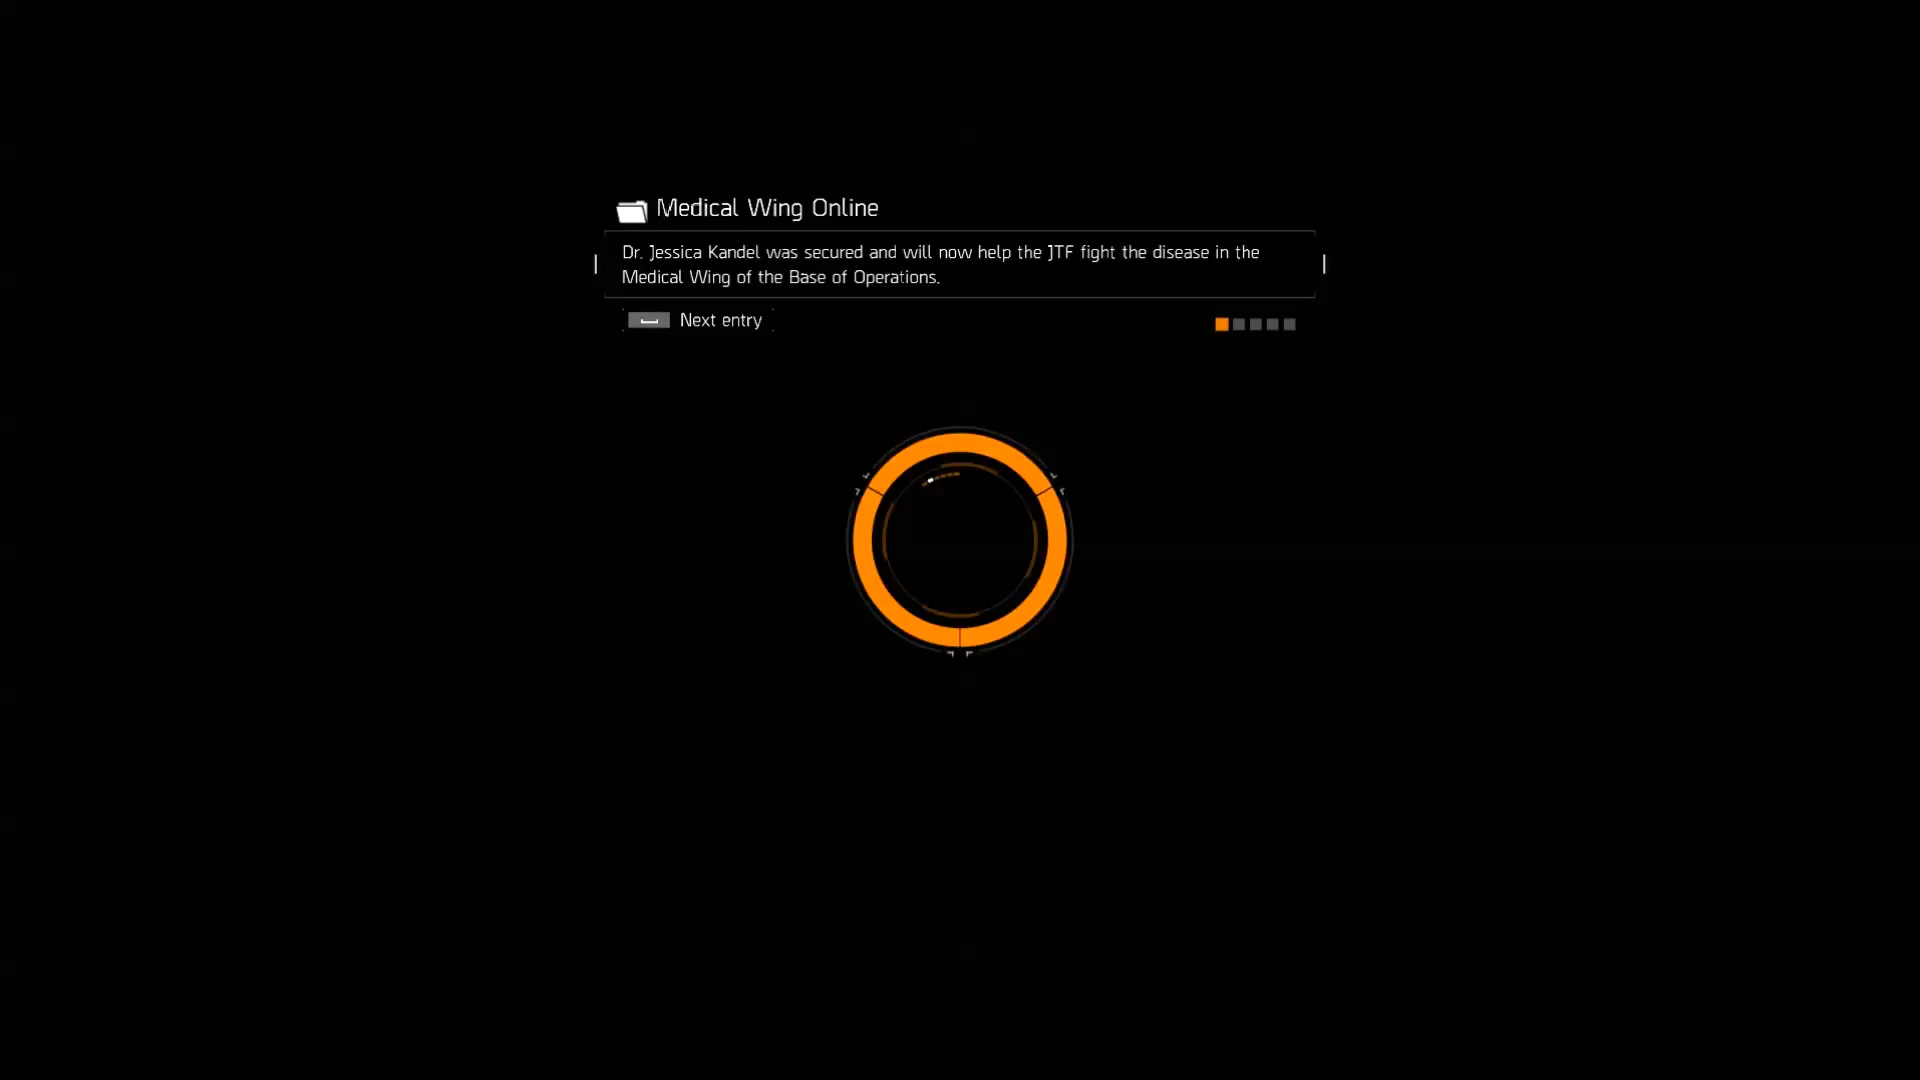 Medical Wing Online
Dr. Jessica Kandel was secured and will now help the JTF fight the disease in the
Medical Wing of the Base of Operations.
Next entry